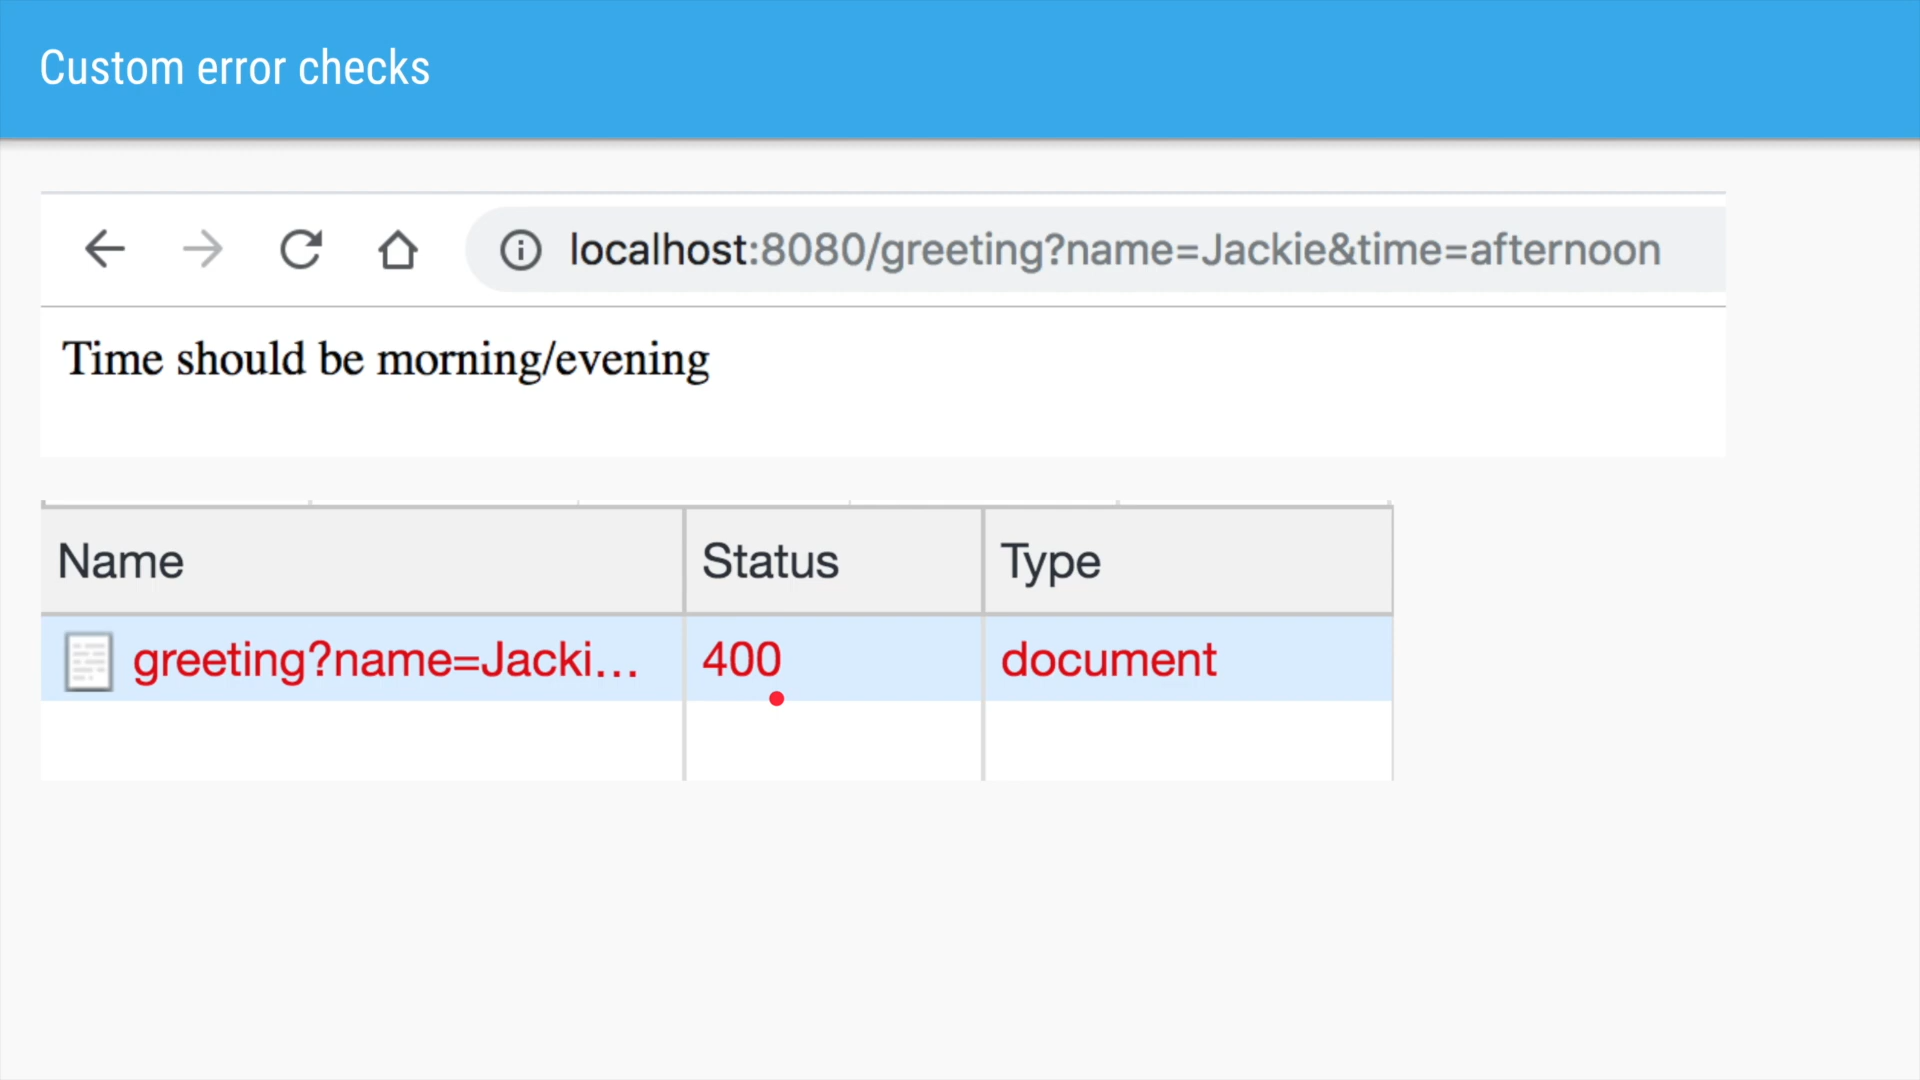 Custom error checks
localhost:8080/greeting?name=Jackie&time=afternoon
Time should be morning/evening
Name Status Type
greeting?name=Jacki... 400 document